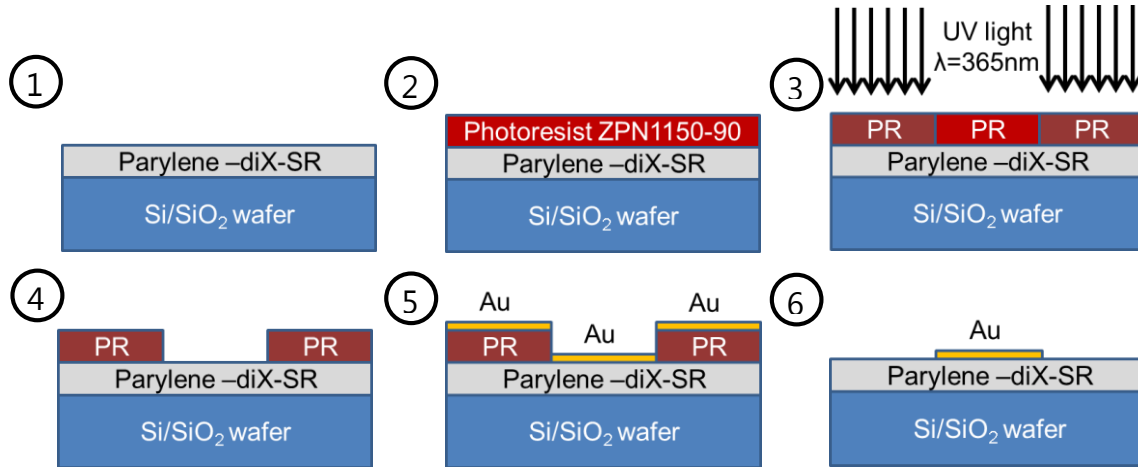 1
Parylene –diX-SR
Si/SiO₂ wafer
2
Photoresist ZPN1150-90
Parylene –diX-SR
Si/SiO₂ wafer
3
UV light
λ=365nm
PR PR PR
Parylene –diX-SR
Si/SiO₂ wafer
4
PR PR
Parylene –diX-SR
Si/SiO₂ wafer
5
Au Au
Au
PR PR
Parylene –diX-SR
Si/SiO₂ wafer
6
Au
Parylene –diX-SR
Si/SiO₂ wafer